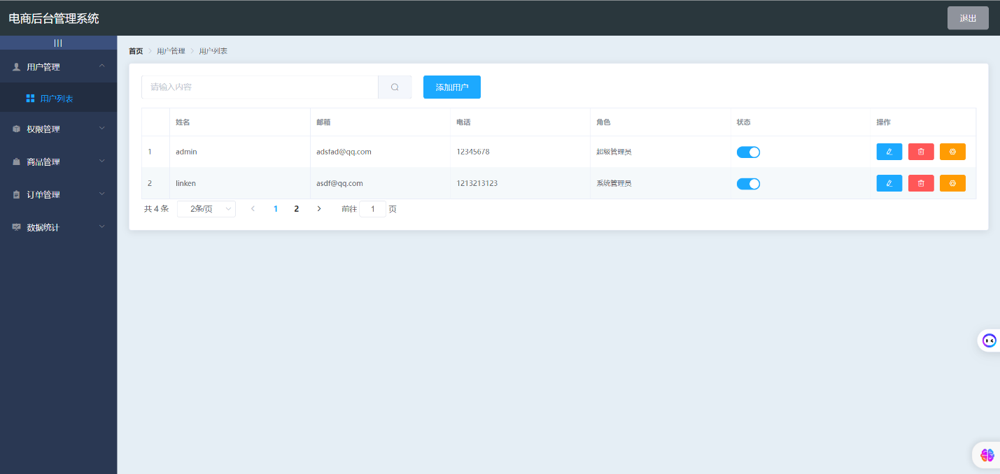 电商后台管理系统
退出
|||
首页 用户管理 用户列表
用户管理
用户列表
权限管理
商品管理
订单管理
数据统计
请输入内容
添加用户
姓名 邮箱 电话 角色 状态 操作
1 admin adsfad@qq.com 12345678 超级管理员
2 linken asdf@qq.com 1213213123 系统管理员
共 4 条 2条/页 1 2 前往 1 页